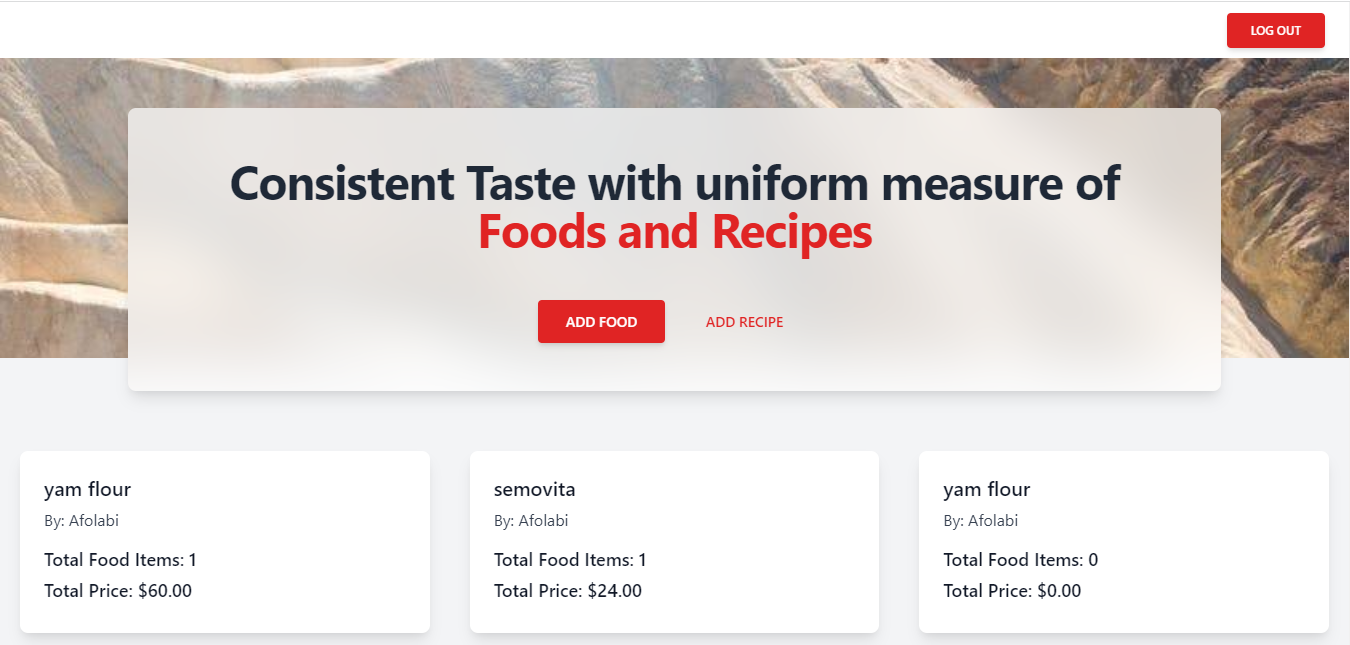 LOG OUT
Consistent Taste with uniform measure of
Foods and Recipes
ADD FOOD
ADD RECIPE
yam flour
By: Afolabi
Total Food Items: 1
Total Price: $60.00
semovita
By: Afolabi
Total Food Items: 1
Total Price: $24.00
yam flour
By: Afolabi
Total Food Items: 0
Total Price: $0.00